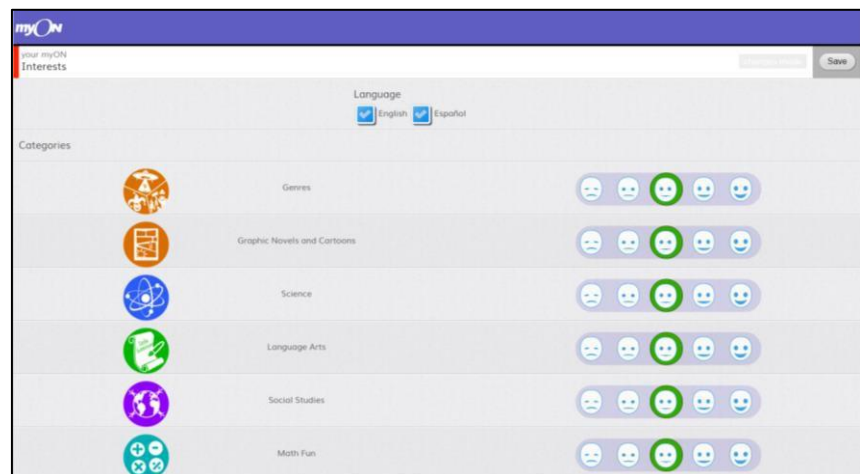 myON
your myON
Interests
Save
Language
English Español
Categories
Genres
Graphic Novels and Cartoons
Science
Language Arts
Social Studies
Math Fun